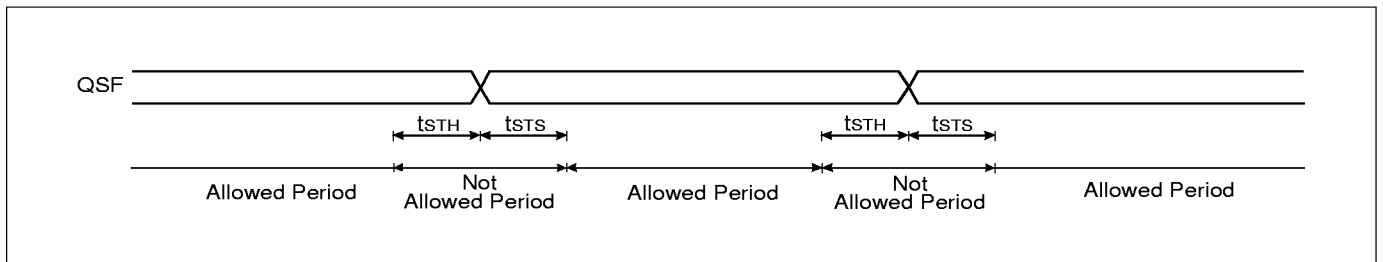 QSF
tSTH tSTS tSTH tSTS
Allowed Period Not Allowed Period Allowed Period Not Allowed Period Allowed Period